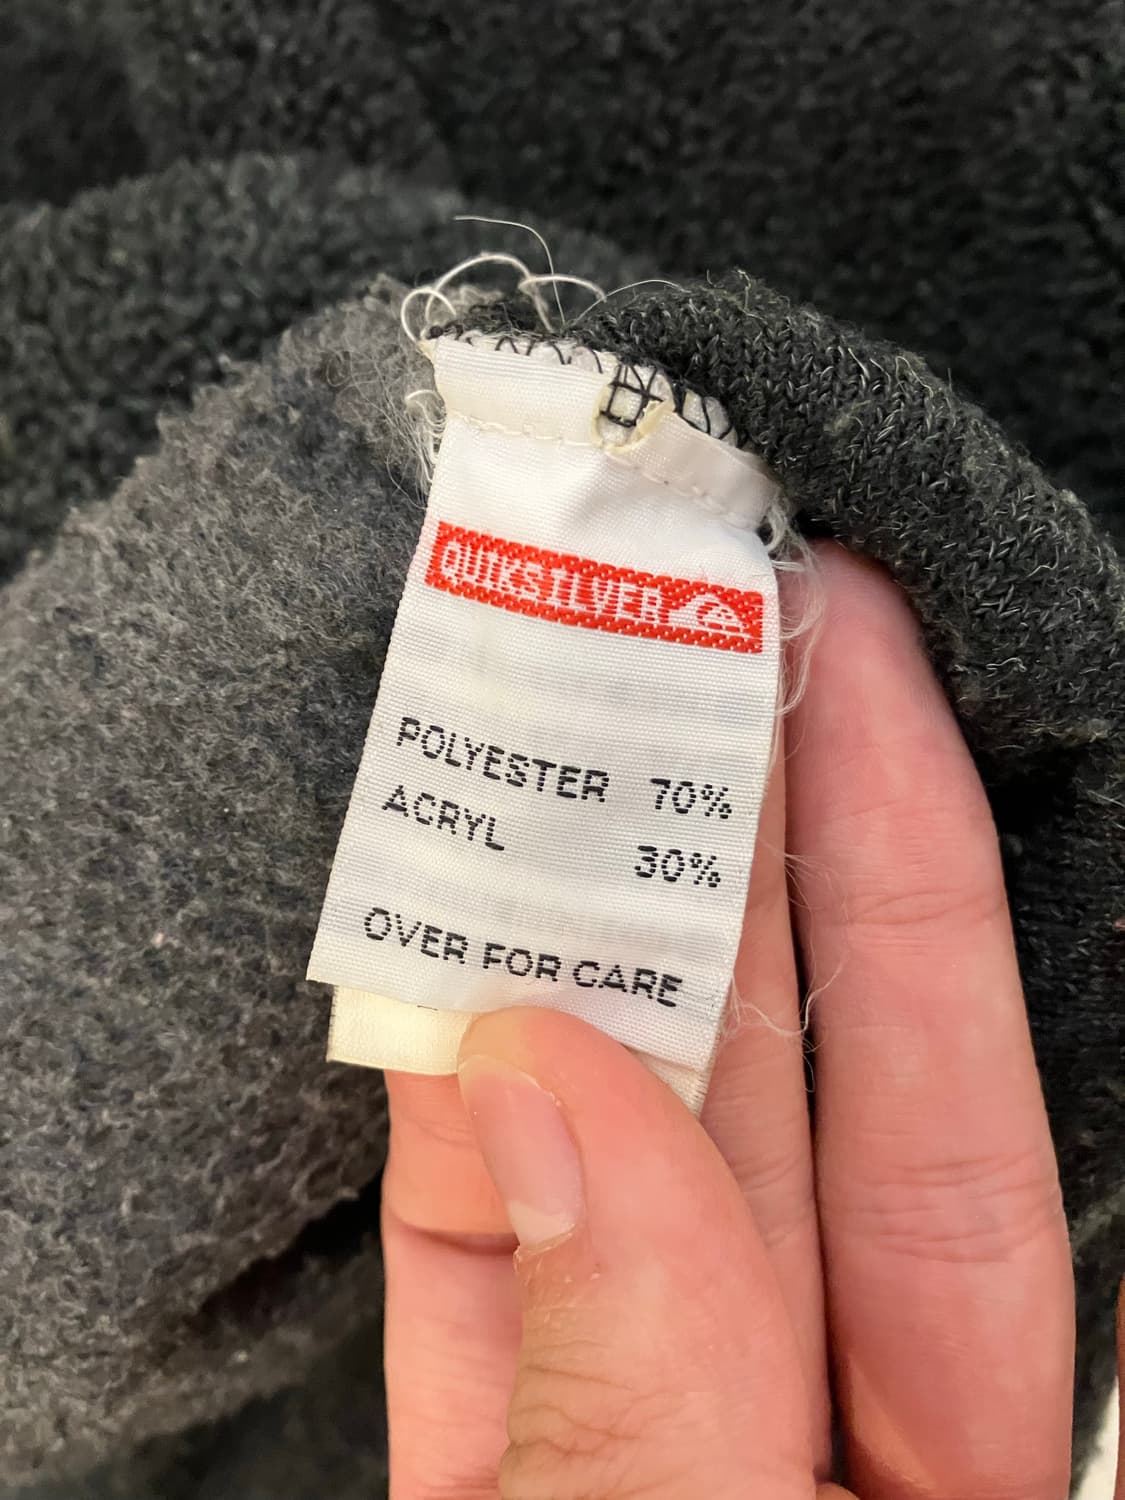 QUIKSILVER
POLYESTER 70%
ACRYL 30%
OVER FOR CARE